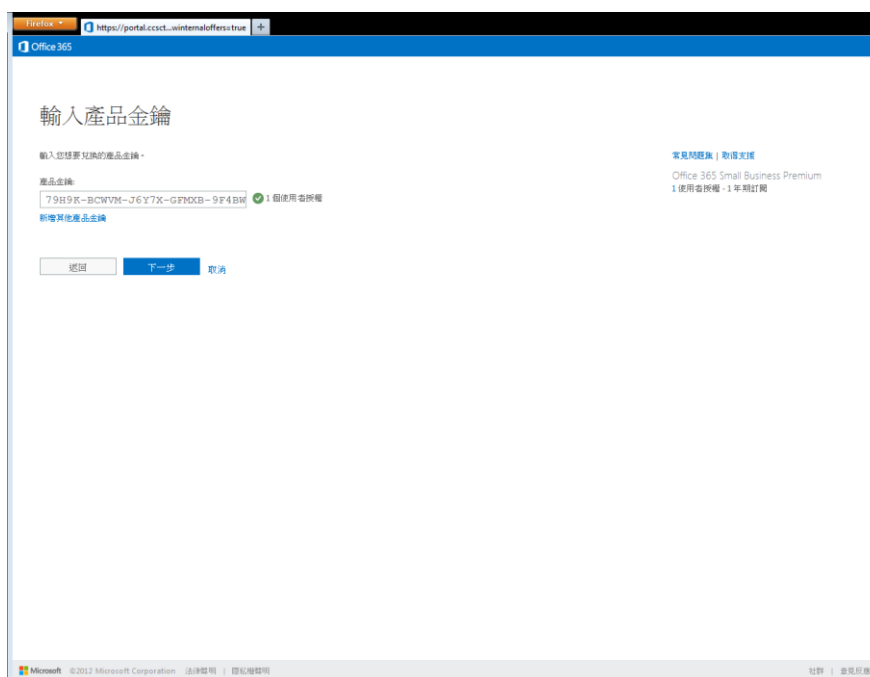 Firefox
https://portal.ccsct...winternaloffers=true
+
Office 365
輸入產品金鑰
輸入您想要兌換的產品金鑰。
產品金鑰:
79H9K-BCWVM-J6Y7X-GFMXB-9F4BW
1 個使用者授權
新增其他產品金鑰
返回
下一步
取消
常見問題集 | 取得支援
Office 365 Small Business Premium
1 使用者授權 - 1 年期訂閱
Microsoft ©2012 Microsoft Corporation 法律聲明 | 隱私權聲明
社群 | 意見反應